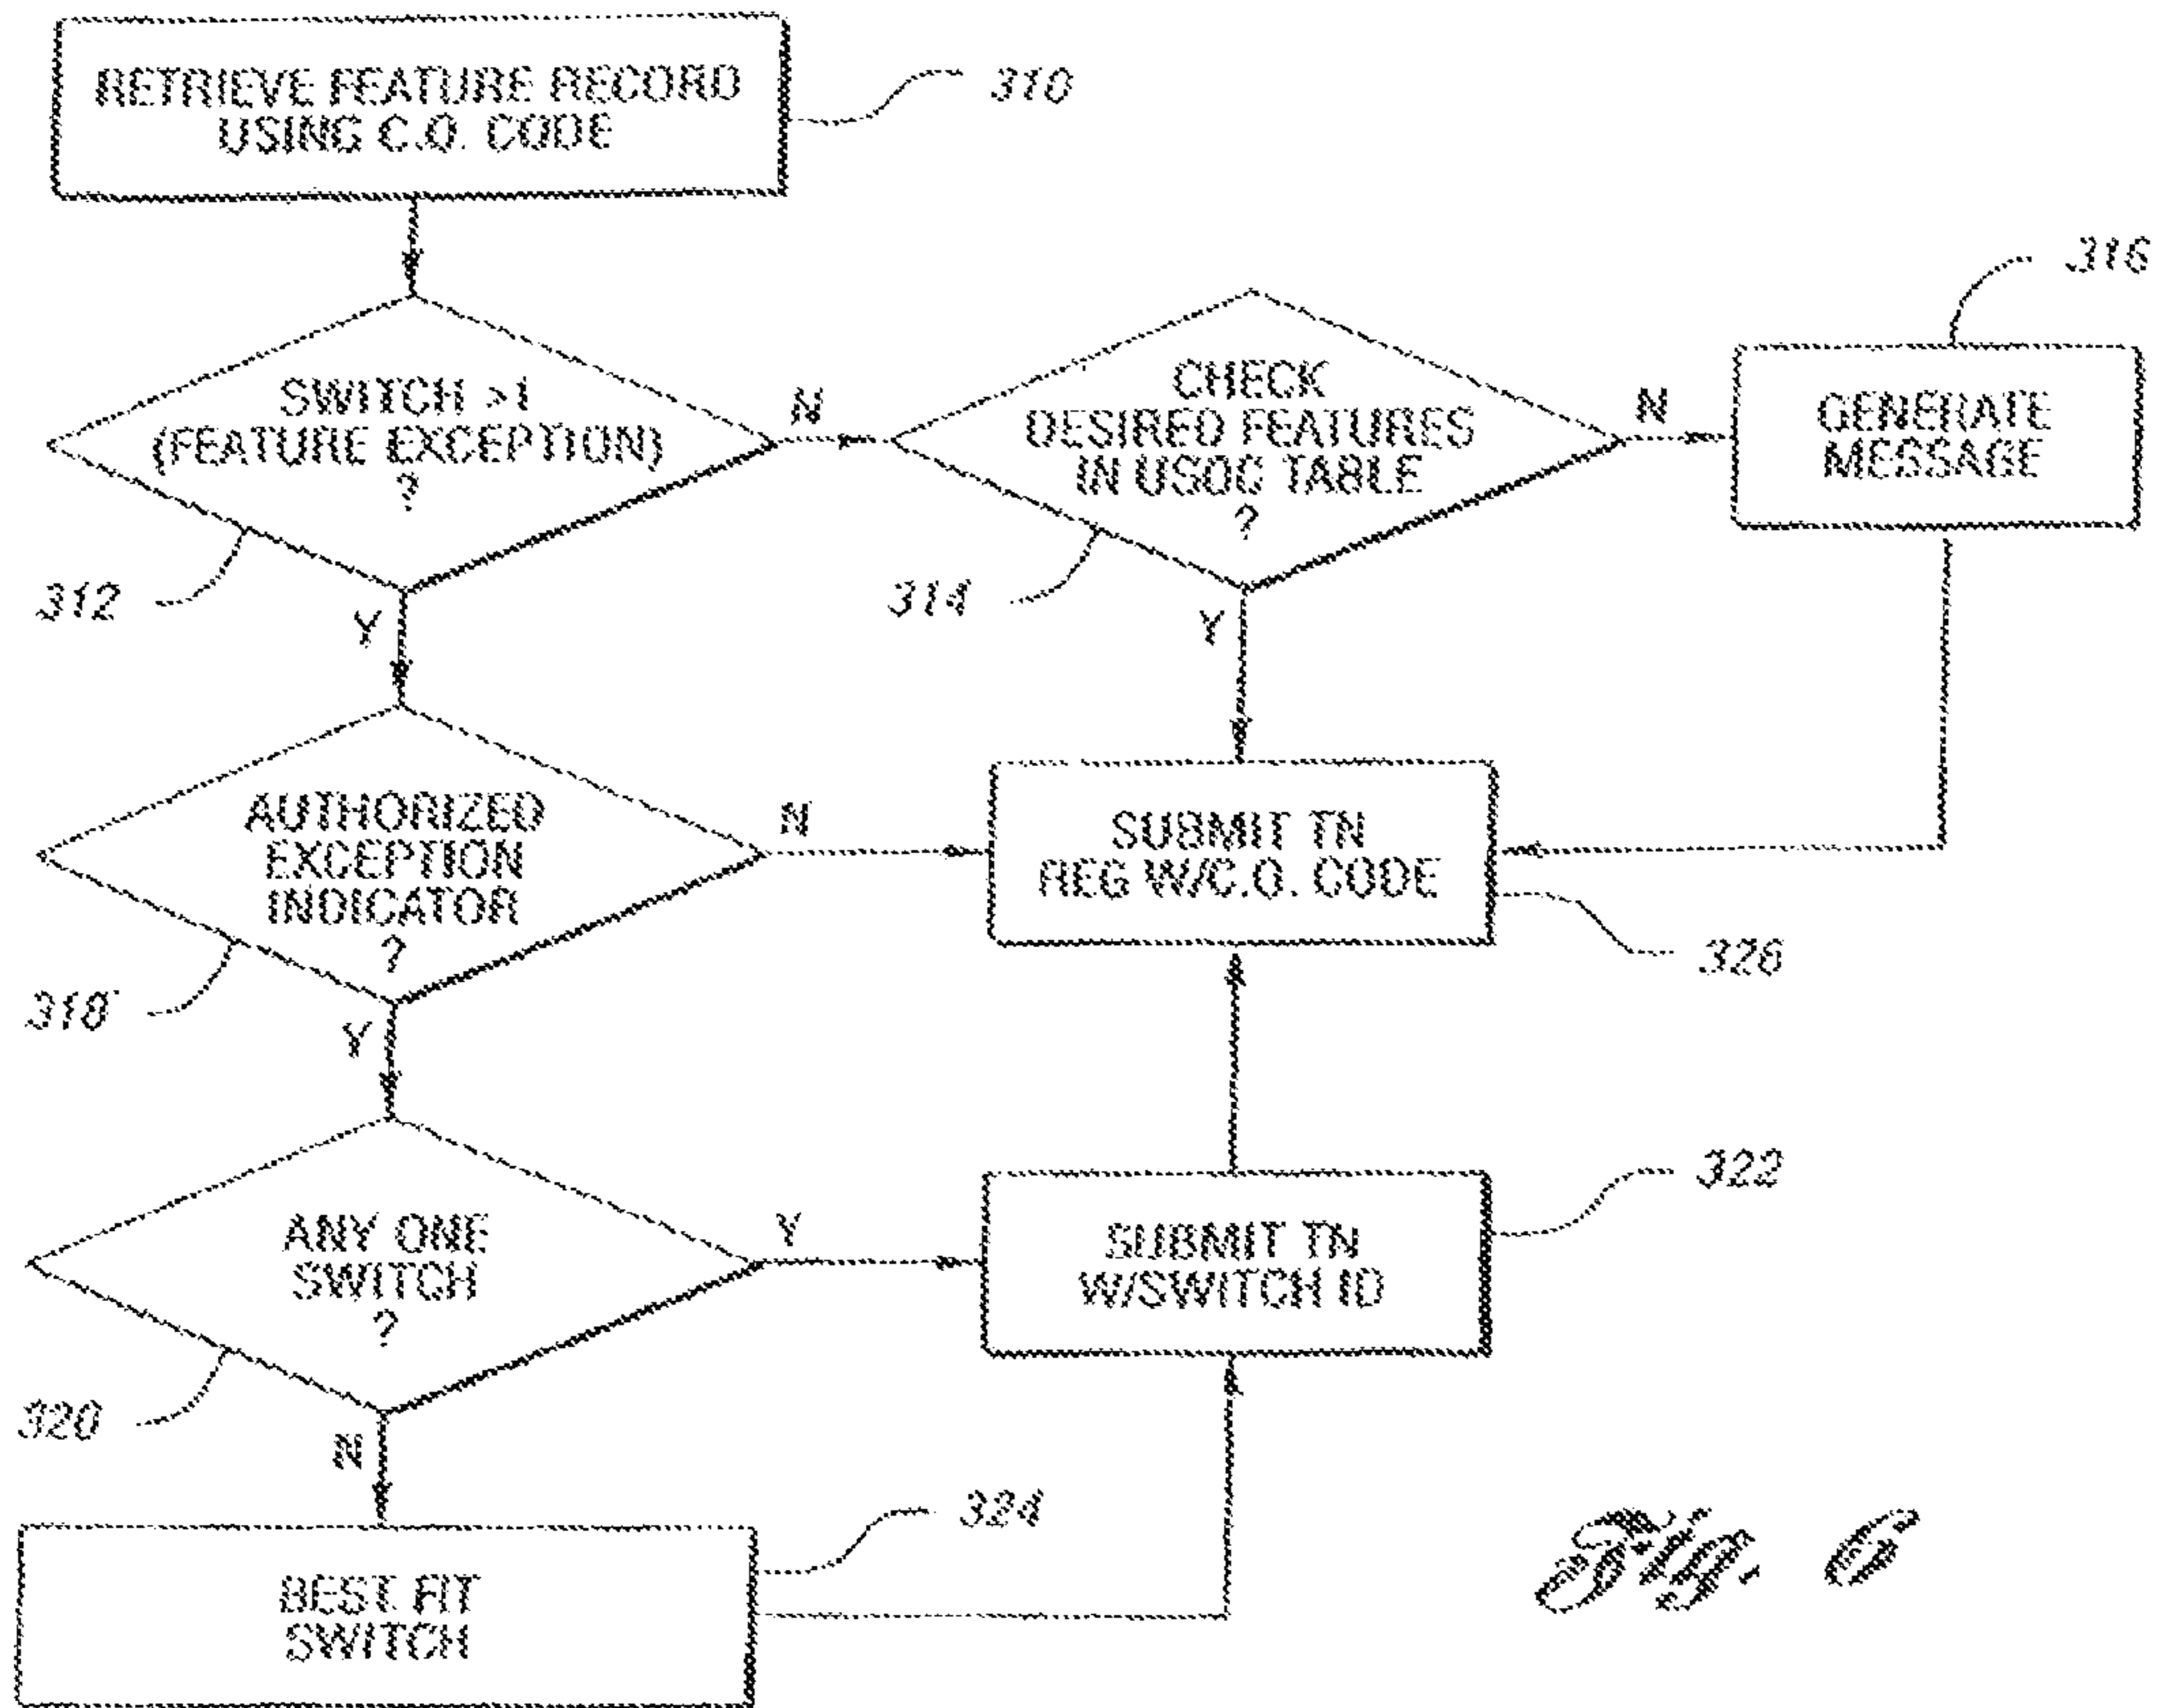 RETRIEVE FEATURE RECORD
USING C.O. CODE
310
SWITCH >1
(FEATURE EXCEPTION)
?
312
N
Y
CHECK
DESIRED FEATURES
IN USOC TABLE
?
314
N
Y
GENERATE
MESSAGE
316
AUTHORIZED
EXCEPTION
INDICATOR
?
318
N
Y
SUBMIT TN
REG W/C.O. CODE
326
ANY ONE
SWITCH
?
320
Y
N
SUBMIT TN
W/SWITCH ID
322
BEST FIT
SWITCH
324
Fig. 6